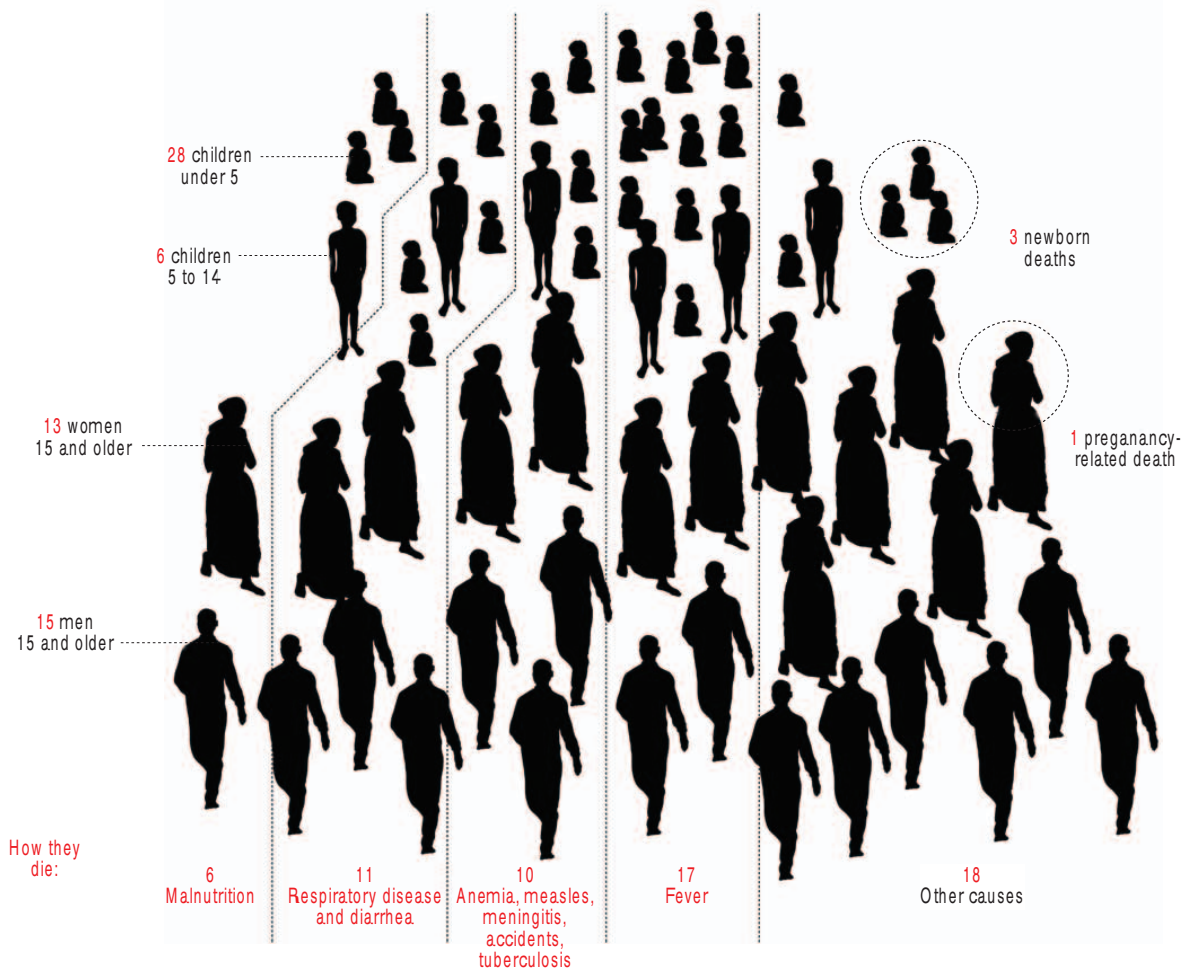 28 children
under 5
6 children
5 to 14
3 newborn
deaths
13 women
15 and older
1 preganancy-
related death
15 men
15 and older
How they
die:
6
Malnutrition
11
Respiratory disease
and diarrhea
10
Anemia, measles,
meningitis,
accidents,
tuberculosis
17
Fever
18
Other causes